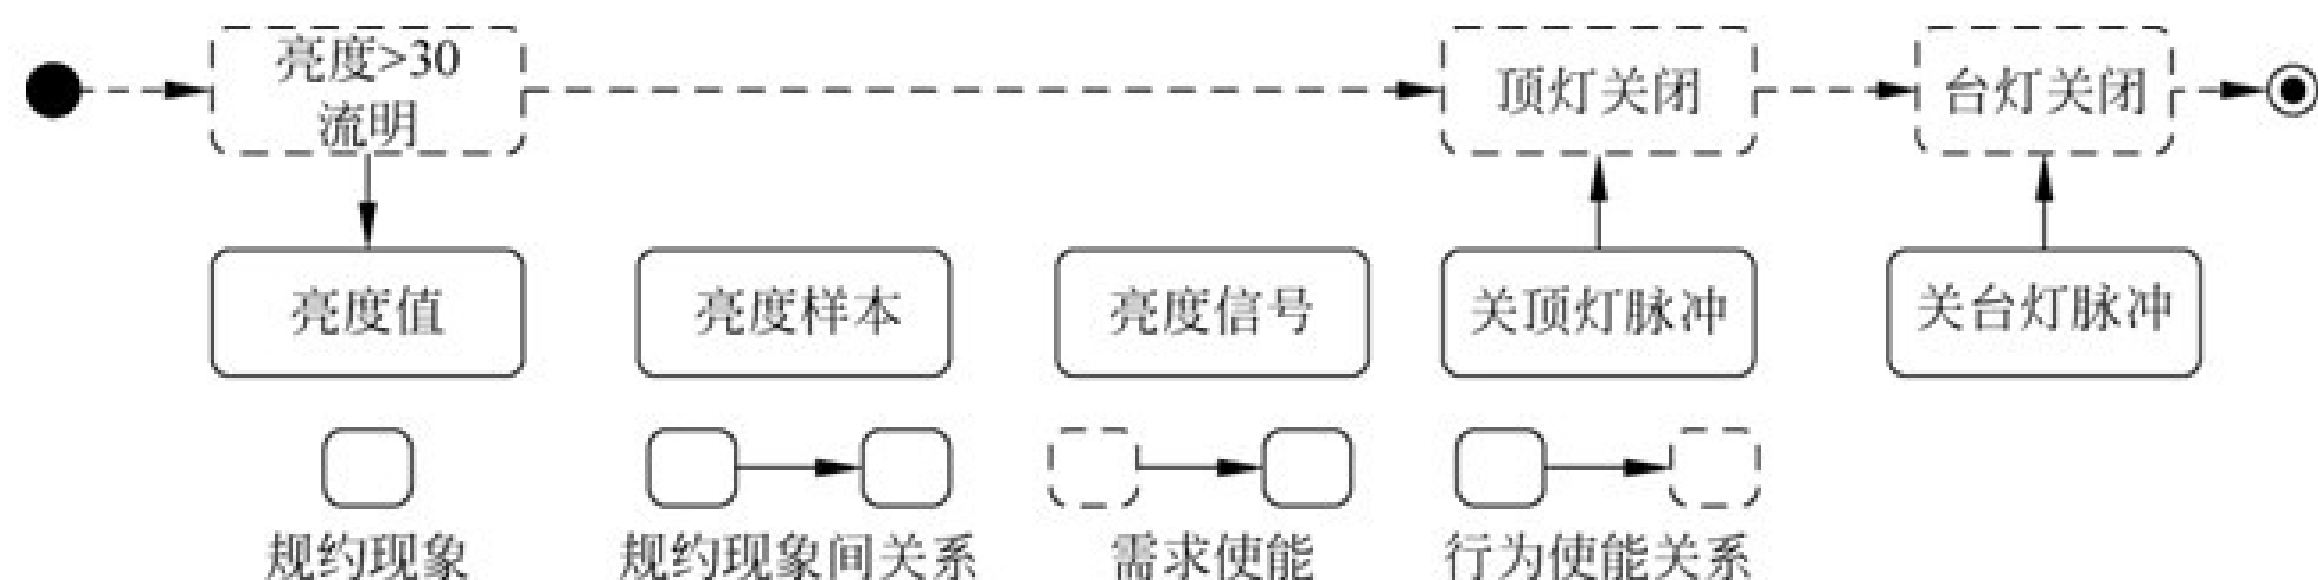 亮度>30
流明
顶灯关闭
台灯关闭
亮度值
亮度样本
亮度信号
关顶灯脉冲
关台灯脉冲
规约现象
规约现象间关系
需求使能
行为使能关系